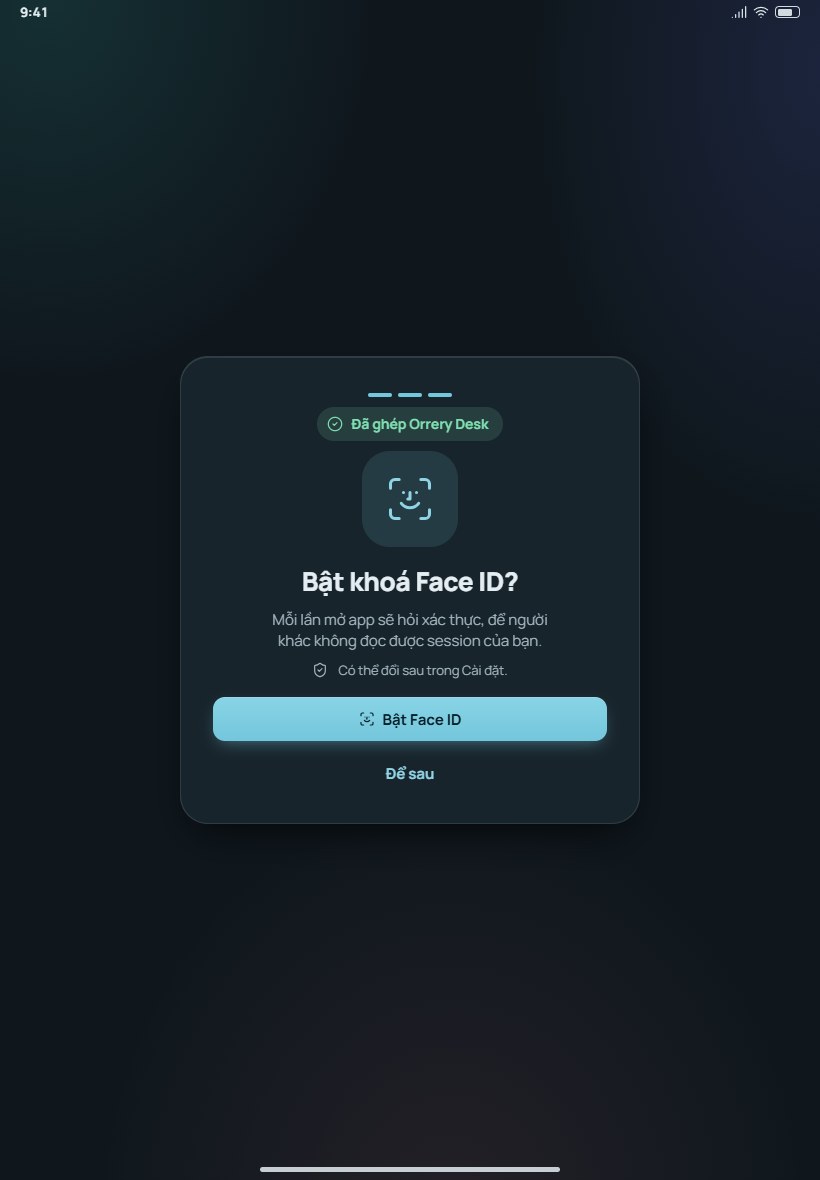 9:41
Đã ghép Orrery Desk
Bật khoá Face ID?
Mỗi lần mở app sẽ hỏi xác thực, để người
khác không đọc được session của bạn.
Có thể đổi sau trong Cài đặt.
Bật Face ID
Để sau